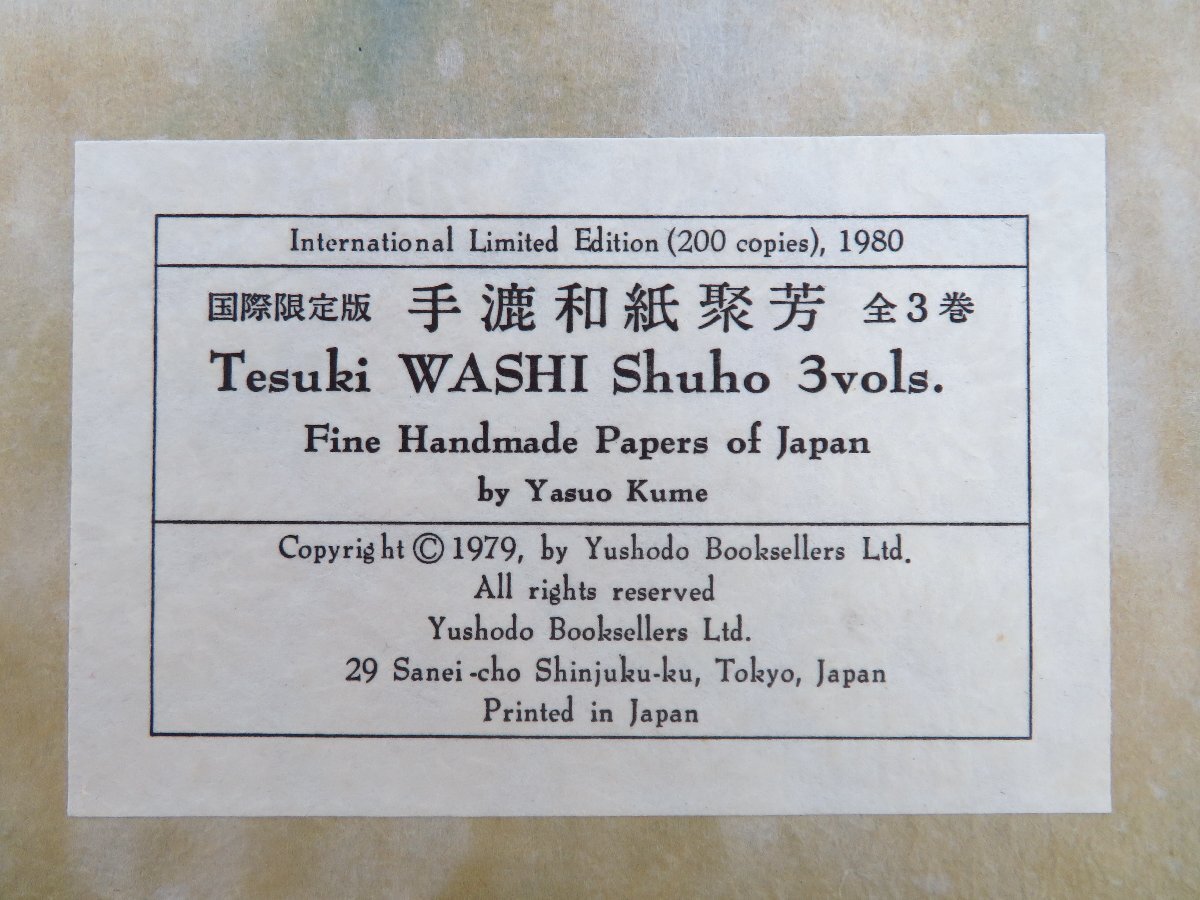 International Limited Edition (200 copies), 1980
国際限定版 手漉和紙聚芳 全3巻
Tesuki WASHI Shuho 3vols.
Fine Handmade Papers of Japan
by Yasuo Kume
Copyright © 1979, by Yushodo Booksellers Ltd.
All rights reserved
Yushodo Booksellers Ltd.
29 Sanei-cho Shinjuku-ku, Tokyo, Japan
Printed in Japan